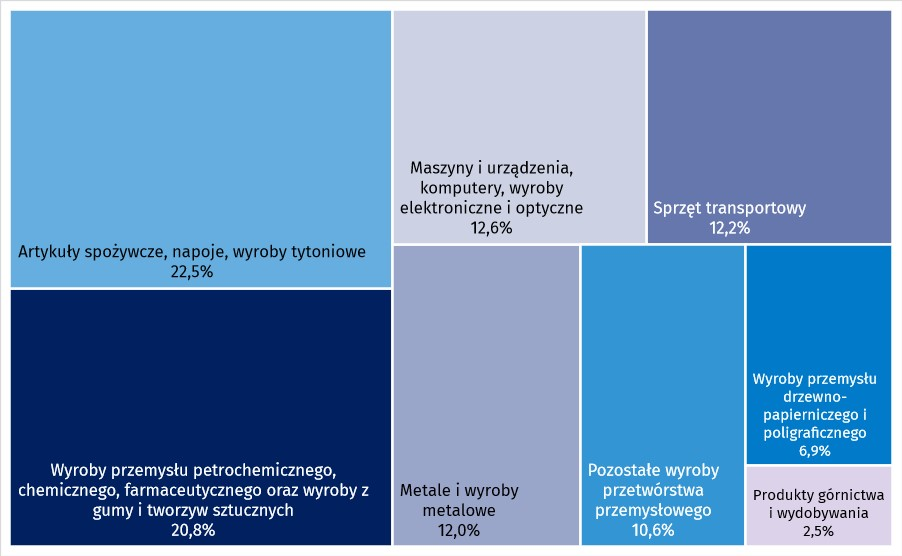 Artykuły spożywcze, napoje, wyroby tytoniowe
22,5%
Wyroby przemysłu petrochemicznego,
chemicznego, farmaceutycznego oraz wyroby z
gumy i tworzyw sztucznych
20,8%
Maszyny i urządzenia,
komputery, wyroby
elektroniczne i optyczne
12,6%
Sprzęt transportowy
12,2%
Metale i wyroby
metalowe
12,0%
Pozostałe wyroby
przetwórstwa
przemysłowego
10,6%
Wyroby przemysłu
drzewno-
papierniczego i
poligraficznego
6,9%
Produkty górnictwa
i wydobywania
2,5%